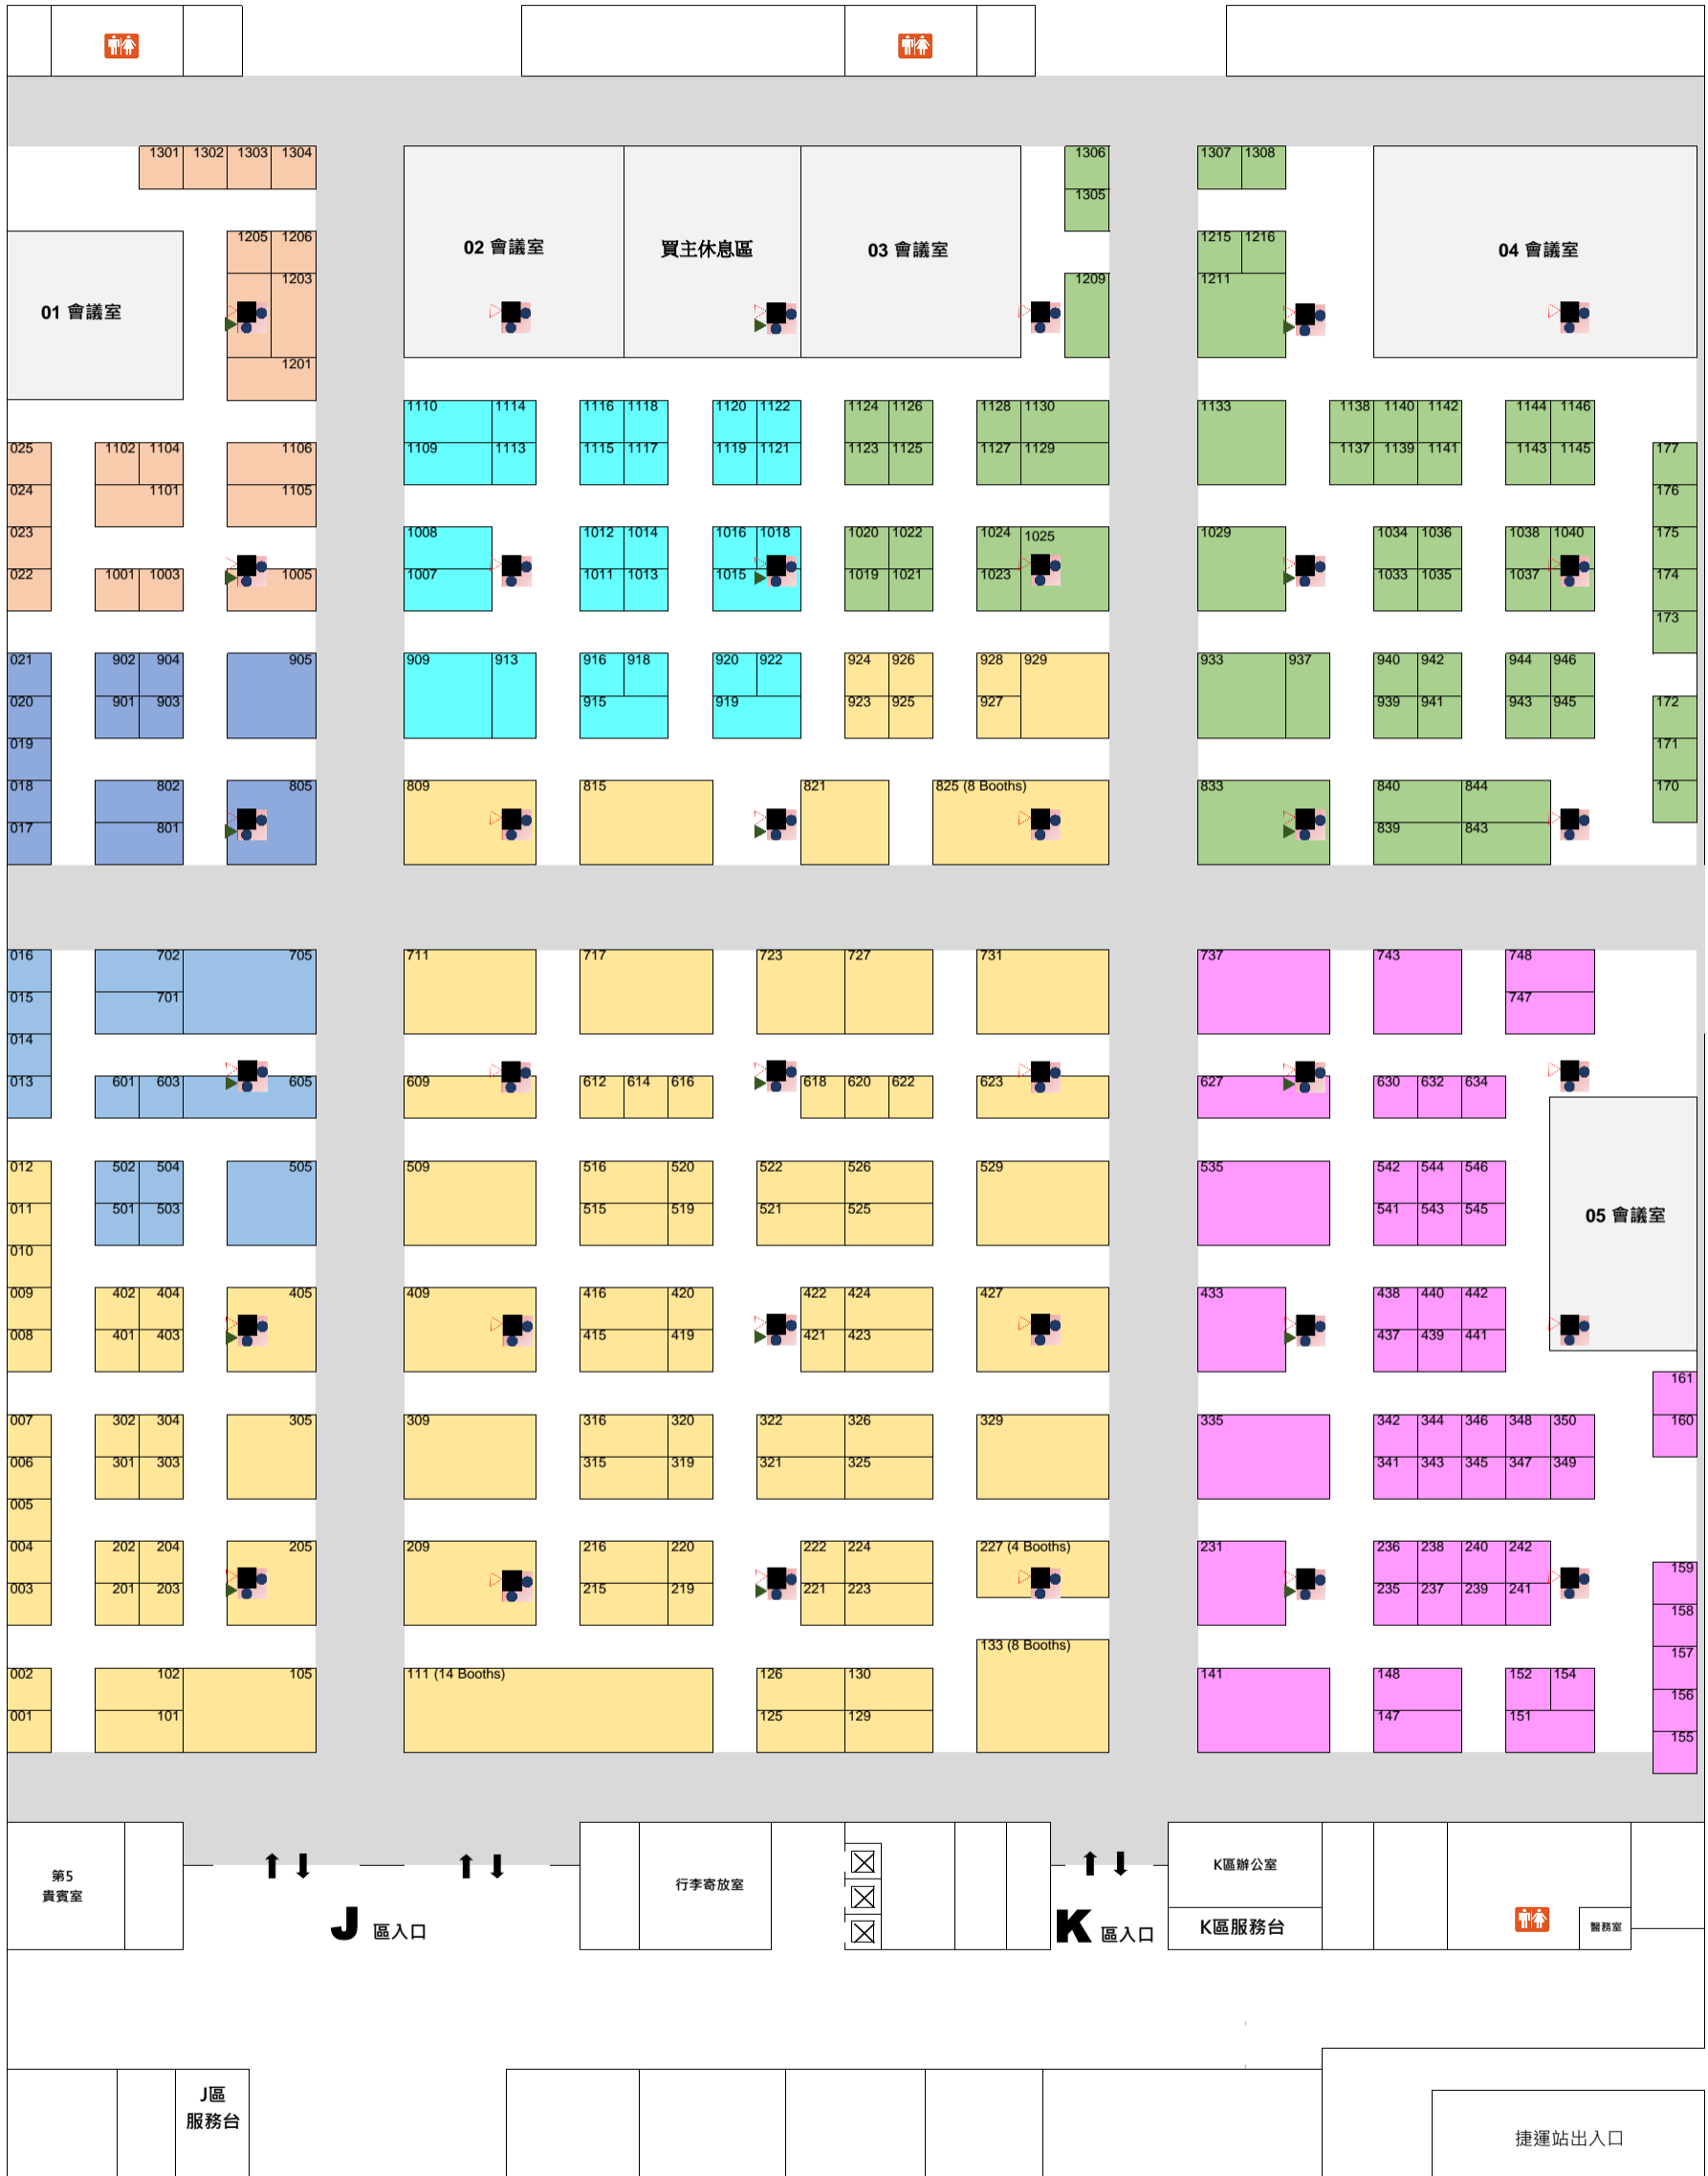 1301 1302 1303 1304
1306
1307 1308
1305
1205 1206
1215 1216
02 會議室
買主休息區
03 會議室
04 會議室
1203
1209
1211
01 會議室
1201
1110 1114 1116 1118 1120 1122 1124 1126 1128 1130 1133 1138 1140 1142 1144 1146
025 1102 1104 1106 1109 1113 1115 1117 1119 1121 1123 1125 1127 1129 1137 1139 1141 1143 1145 177
024 1101 1105 176
023 1008 1012 1014 1016 1018 1020 1022 1024 1025 1029 1034 1036 1038 1040 175
022 1001 1003 1005 1007 1011 1013 1015 1019 1021 1023 1033 1035 1037 174
173
021 902 904 905 909 913 916 918 920 922 924 926 928 929 933 937 940 942 944 946
020 901 903 915 919 923 925 927 939 941 943 945 172
019 171
018 802 805 809 815 821 825 (8 Booths) 833 840 844 170
017 801 839 843
016 702 705 711 717 723 727 731 737 743 748
015 701 747
014
013 601 603 605 609 612 614 616 618 620 622 623 627 630 632 634
012 502 504 505 509 516 520 522 526 529 535 542 544 546
011 501 503 515 519 521 525 541 543 545
05 會議室
010
009 402 404 405 409 416 420 422 424 427 433 438 440 442
008 401 403 415 419 421 423 437 439 441
161
007 302 304 305 309 316 320 322 326 329 335 342 344 346 348 350 160
006 301 303 315 319 321 325 341 343 345 347 349
005
004 202 204 205 209 216 220 222 224 227 (4 Booths) 231 236 238 240 242
159
003 201 203 215 219 221 223 235 237 239 241
158
133 (8 Booths)
157
002 102 105 111 (14 Booths) 126 130 141 148 152 154
156
001 101 125 129 147 151
155
第5
貴賓室
行李寄放室
K區辦公室
J 區入口
K 區入口
K區服務台
醫務室
J區
服務台
捷運站出入口